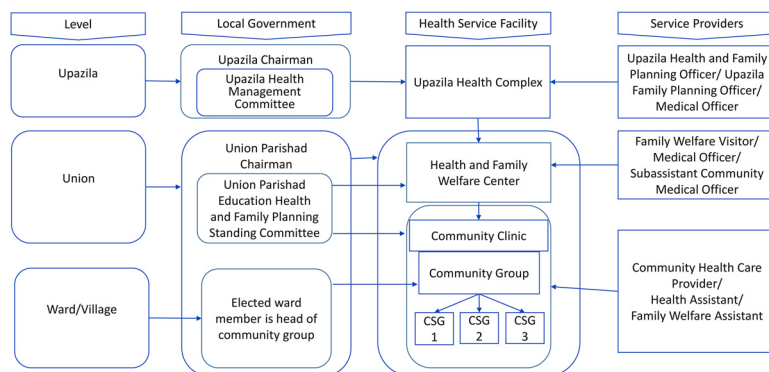 Level
Local Government
Health Service Facility
Service Providers
Upazila
Upazila Chairman
Upazila Health
Management
Committee
Upazila Health Complex
Upazila Health and Family
Planning Officer/ Upazila
Family Planning Officer/
Medical Officer
Union
Union Parishad
Chairman
Union Parishad
Education Health
and Family Planning
Standing Committee
Health and Family
Welfare Center
Family Welfare Visitor/
Medical Officer/
Subassistant Community
Medical Officer
Community Clinic
Community Group
Ward/Village
Elected ward
member is head of
community group
CSG
1
CSG
2
CSG
3
Community Health Care
Provider/
Health Assistant/
Family Welfare Assistant